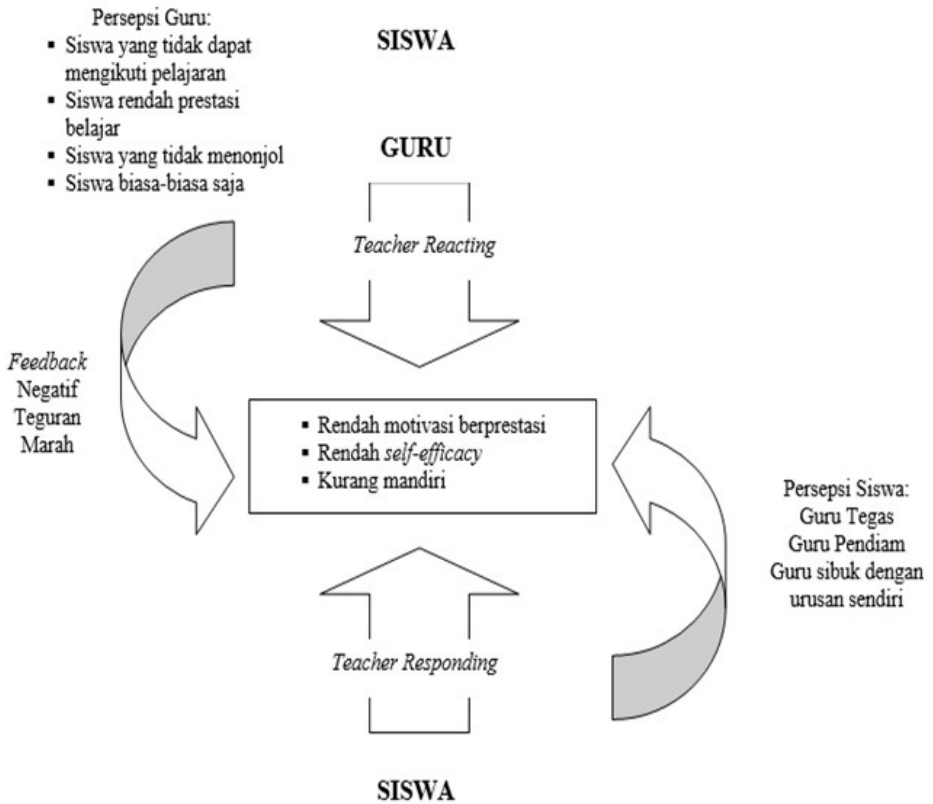 Persepsi Guru:
▪ Siswa yang tidak dapat
mengikuti pelajaran
▪ Siswa rendah prestasi
belajar
▪ Siswa yang tidak menonjol
▪ Siswa biasa-biasa saja
SISWA
GURU
Teacher Reacting
Feedback
Negatif
Teguran
Marah
▪ Rendah motivasi berprestasi
▪ Rendah self-efficacy
▪ Kurang mandiri
Persepsi Siswa:
Guru Tegas
Guru Pendiam
Guru sibuk dengan
urusan sendiri
Teacher Responding
SISWA